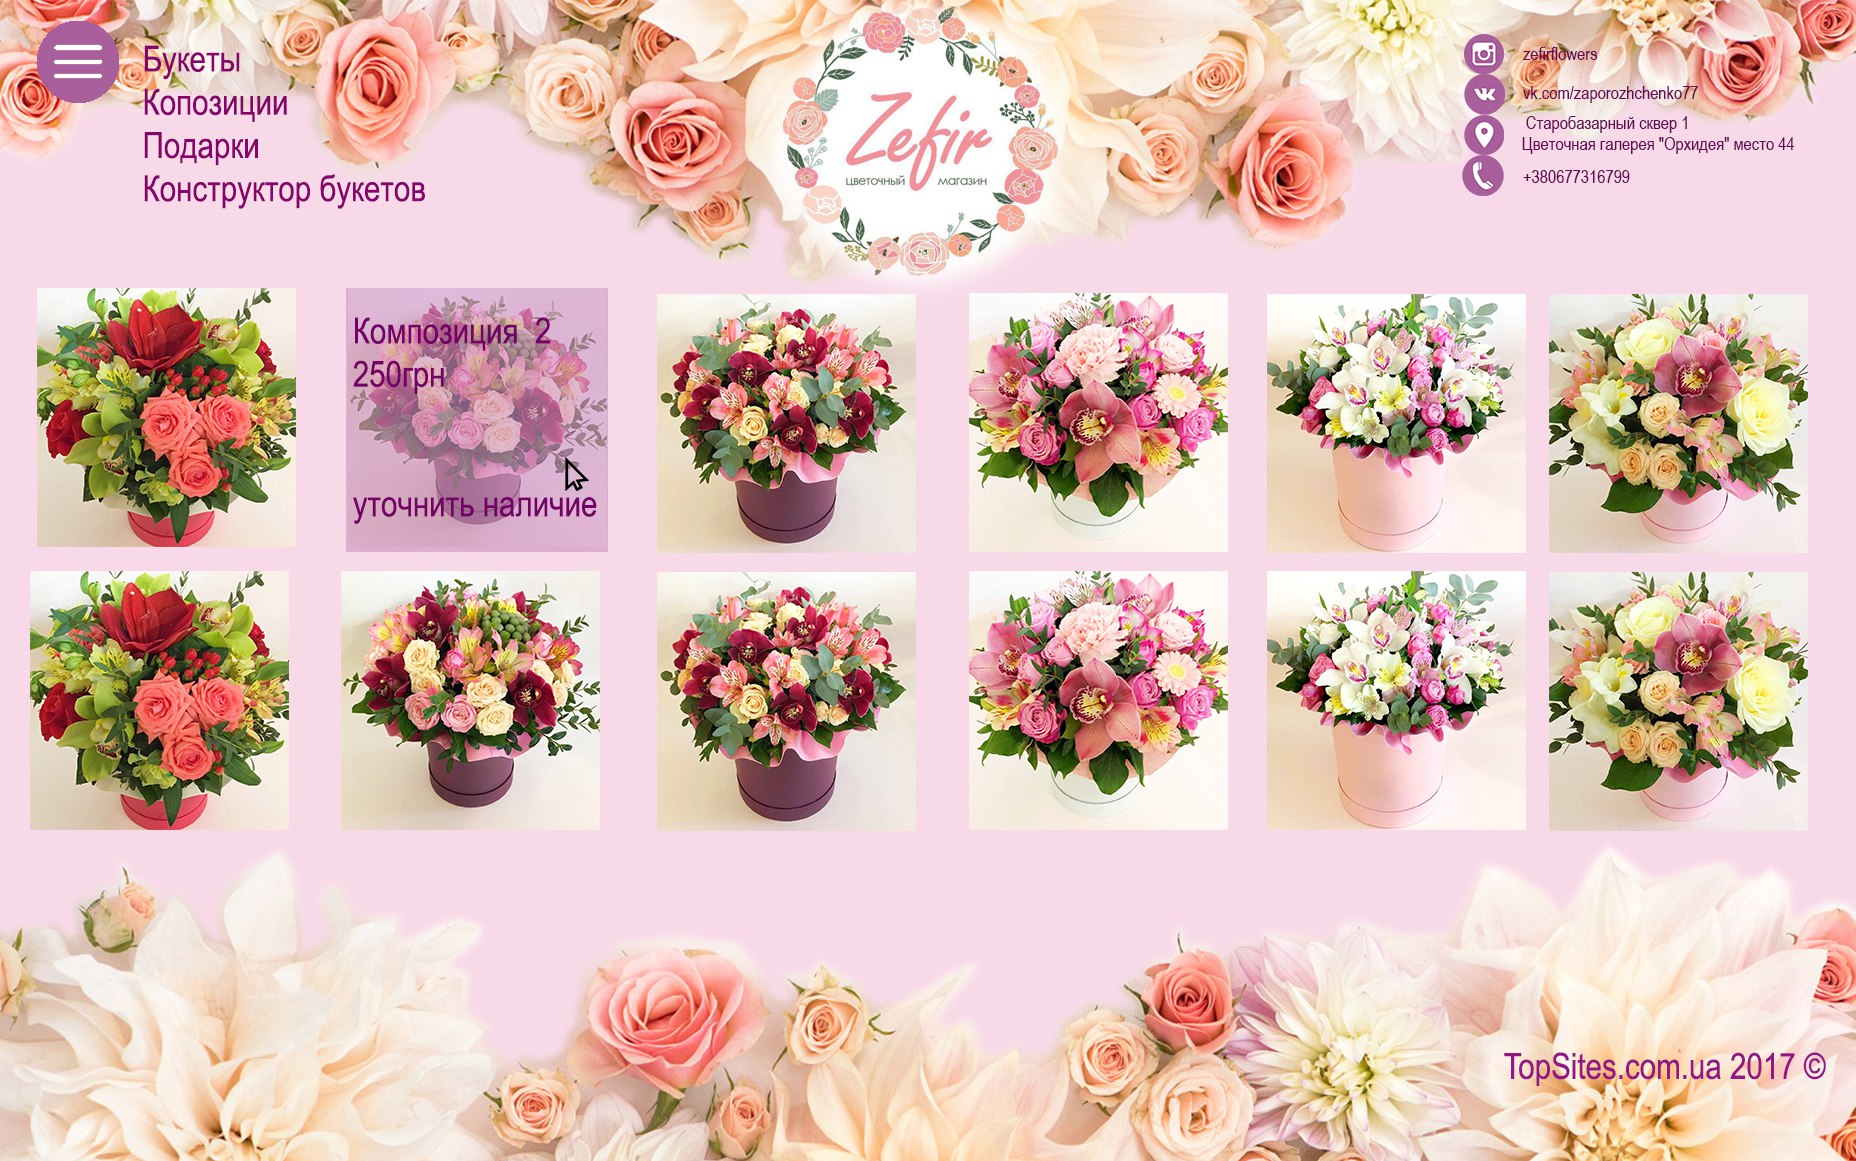 Букеты
Копозиции
Подарки
Конструктор букетов
Zefir
цветочный магазин
zefirflowers
vk.com/zaporozhchenko77
Старобазарный сквер 1
Цветочная галерея "Орхидея" место 44
+380677316799
Композиция 2
250грн
уточнить наличие
TopSites.com.ua 2017 ©